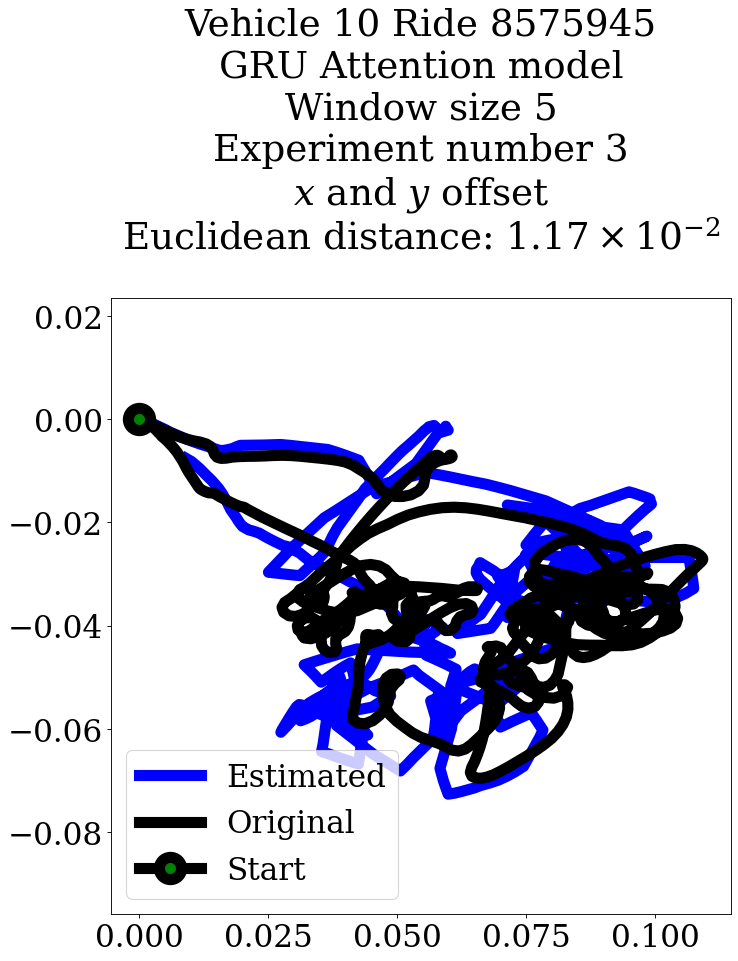 Vehicle 10 Ride 8575945
GRU Attention model
Window size 5
Experiment number 3
x and y offset
Euclidean distance: 1.17 × 10⁻²
0.02
0.00
−0.02
−0.04
−0.06
−0.08
Estimated
Original
Start
0.000 0.025 0.050 0.075 0.100